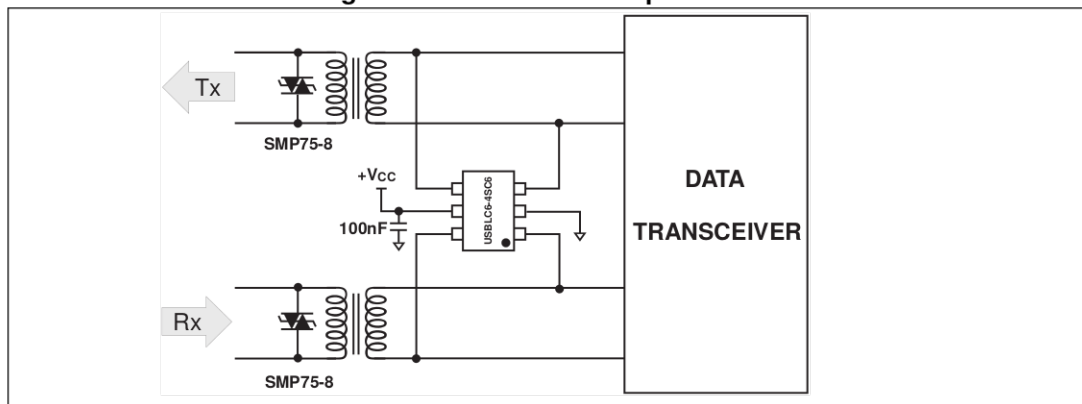 Tx
SMP75-8
+VCC
100nF
USBLC6-4SC6
DATA
TRANSCEIVER
Rx
SMP75-8